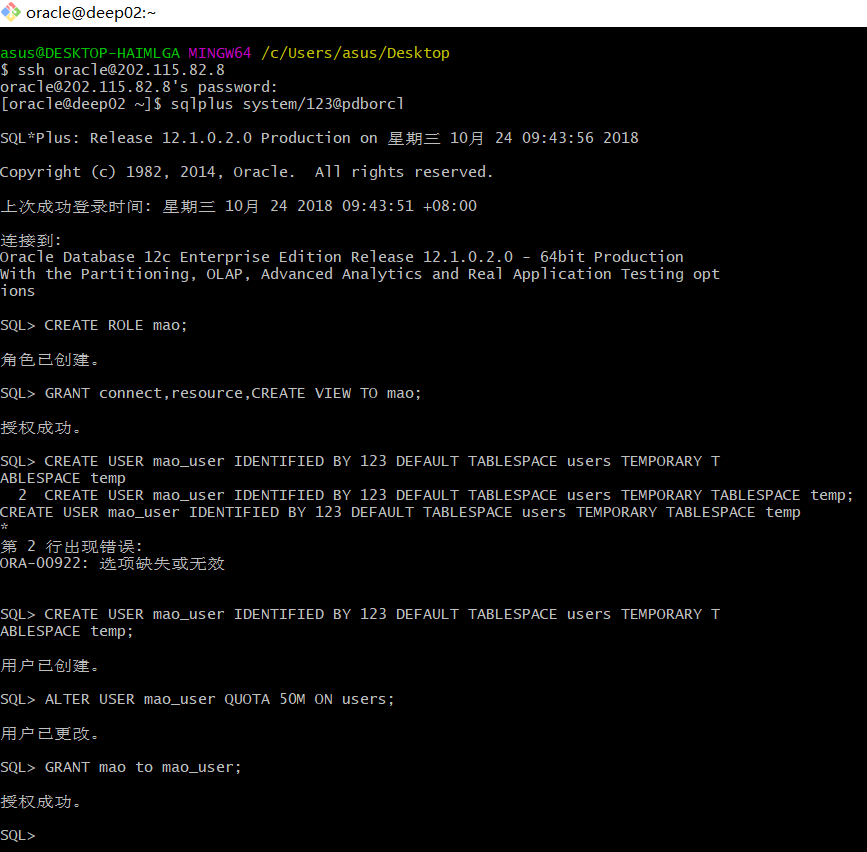 oracle@deep02:~
asus@DESKTOP-HAIMLGA MINGW64 /c/Users/asus/Desktop
$ ssh oracle@202.115.82.8
oracle@202.115.82.8's password:
[oracle@deep02 ~]$ sqlplus system/123@pdborcl
SQL*Plus: Release 12.1.0.2.0 Production on 星期三 10月 24 09:43:56 2018
Copyright (c) 1982, 2014, Oracle.  All rights reserved.
上次成功登录时间: 星期三 10月 24 2018 09:43:51 +08:00
连接到:
Oracle Database 12c Enterprise Edition Release 12.1.0.2.0 - 64bit Production
With the Partitioning, OLAP, Advanced Analytics and Real Application Testing opt
ions
SQL> CREATE ROLE mao;
角色已创建。
SQL> GRANT connect,resource,CREATE VIEW TO mao;
授权成功。
SQL> CREATE USER mao_user IDENTIFIED BY 123 DEFAULT TABLESPACE users TEMPORARY T
ABLESPACE temp
  2  CREATE USER mao_user IDENTIFIED BY 123 DEFAULT TABLESPACE users TEMPORARY TABLESPACE temp;
CREATE USER mao_user IDENTIFIED BY 123 DEFAULT TABLESPACE users TEMPORARY TABLESPACE temp
*
第 2 行出现错误:
ORA-00922: 选项缺失或无效
SQL> CREATE USER mao_user IDENTIFIED BY 123 DEFAULT TABLESPACE users TEMPORARY T
ABLESPACE temp;
用户已创建。
SQL> ALTER USER mao_user QUOTA 50M ON users;
用户已更改。
SQL> GRANT mao to mao_user;
授权成功。
SQL>